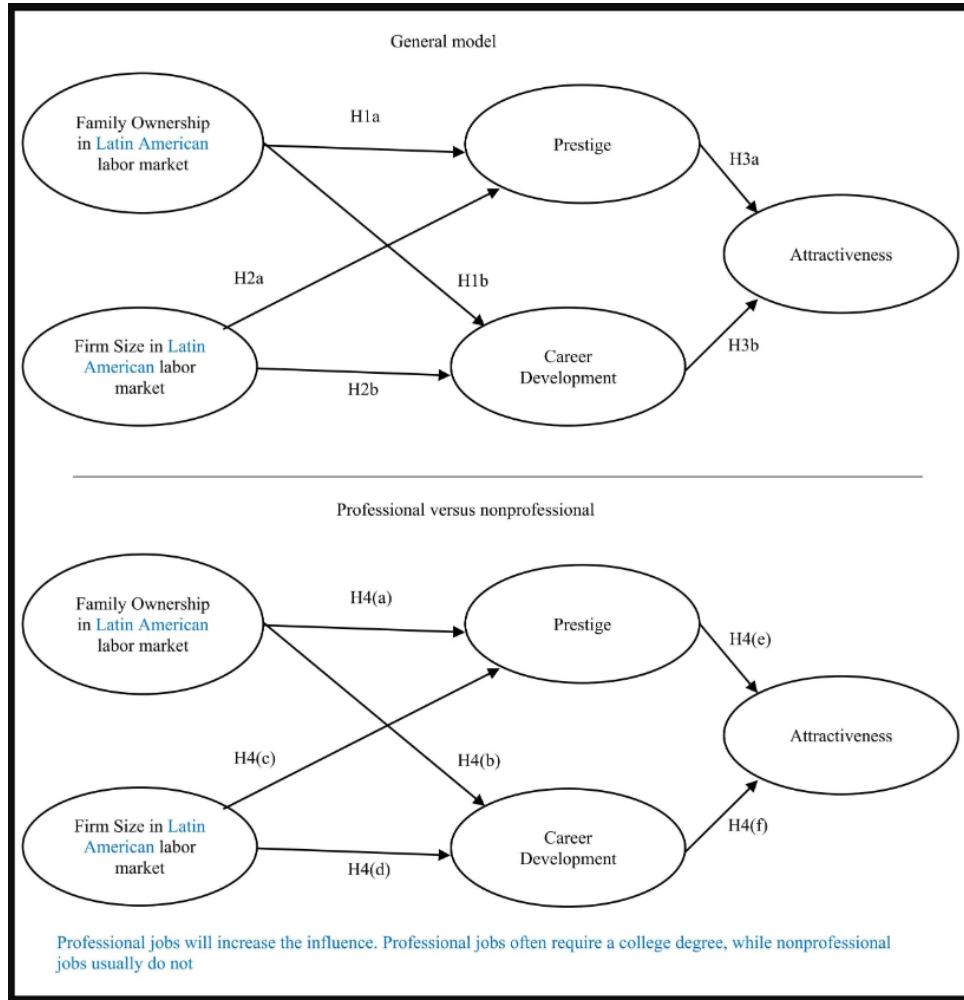 General model
Family Ownership
in Latin American
labor market
H1a
Prestige
H3a
Attractiveness
H2a
H1b
Firm Size in Latin
American labor
market
H2b
Career
Development
H3b
Professional versus nonprofessional
Family Ownership
in Latin American
labor market
H4(a)
Prestige
H4(e)
Attractiveness
H4(c)
H4(b)
Firm Size in Latin
American labor
market
H4(d)
Career
Development
H4(f)
Professional jobs will increase the influence. Professional jobs often require a college degree, while nonprofessional
jobs usually do not